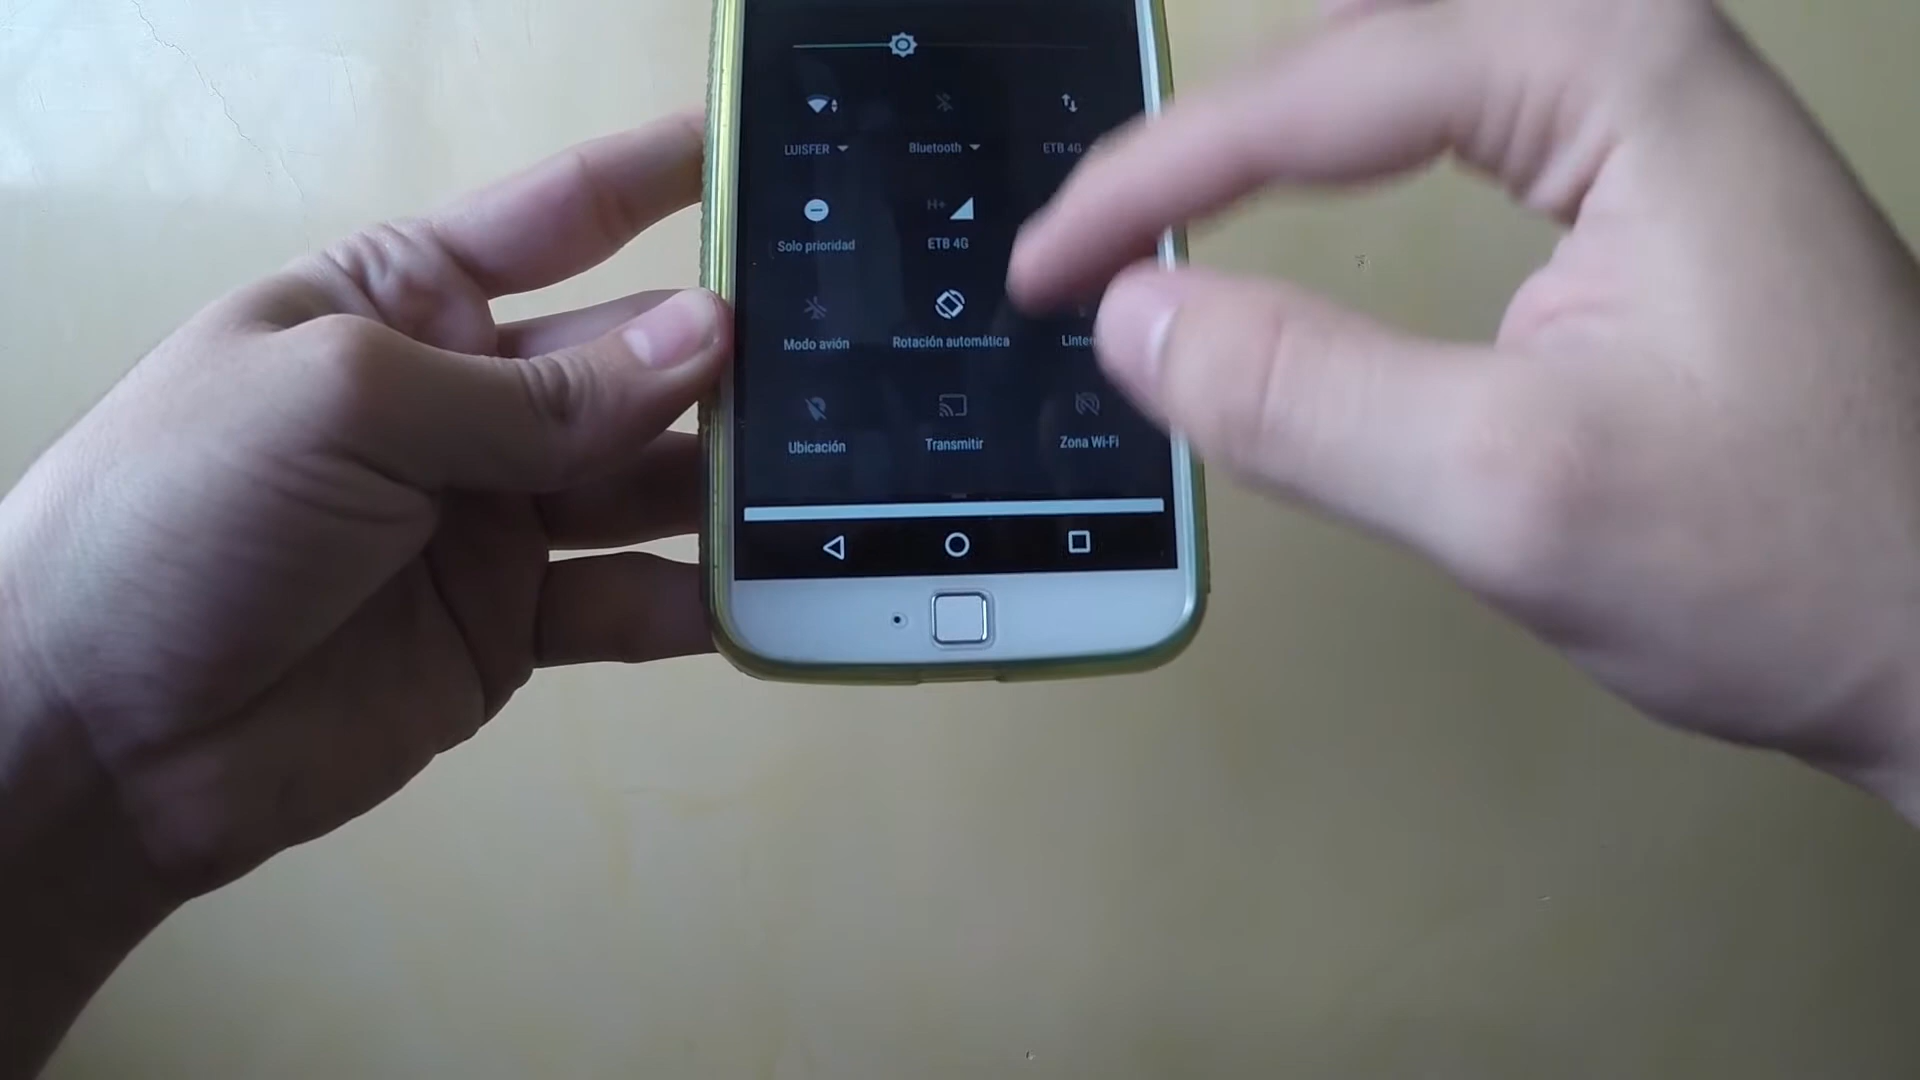 LUISFER
Bluetooth
ETB 4G
Solo prioridad
H+
ETB 4G
Modo avión
Rotación automática
Ubicación
Transmitir
Zona Wi-Fi